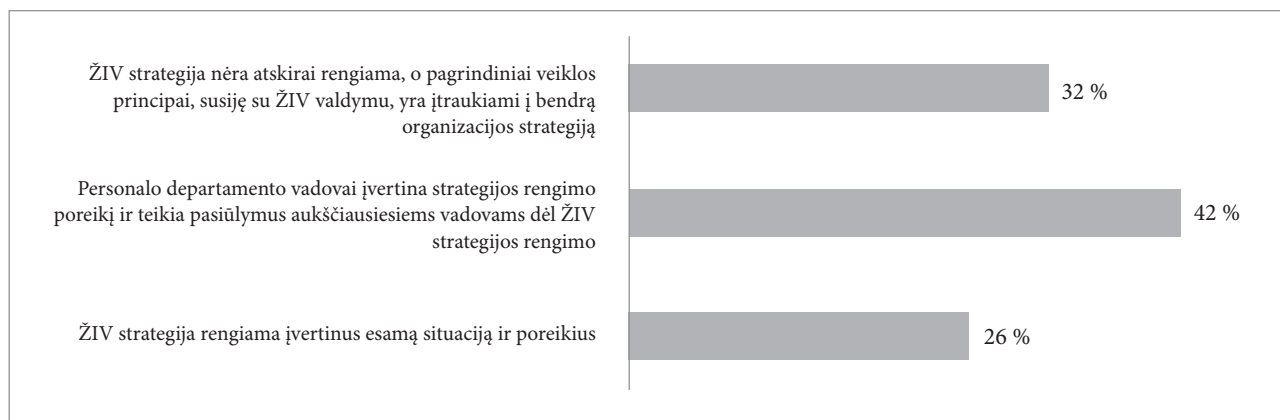 ŽIV strategija nėra atskirai rengiama, o pagrindiniai veiklos
principai, susiję su ŽIV valdymu, yra įtraukiami į bendrą
organizacijos strategiją
32 %
Personalo departamento vadovai įvertina strategijos rengimo
poreikį ir teikia pasiūlymus aukščiausiesiems vadovams dėl ŽIV
strategijos rengimo
42 %
ŽIV strategija rengiama įvertinus esamą situaciją ir poreikius
26 %